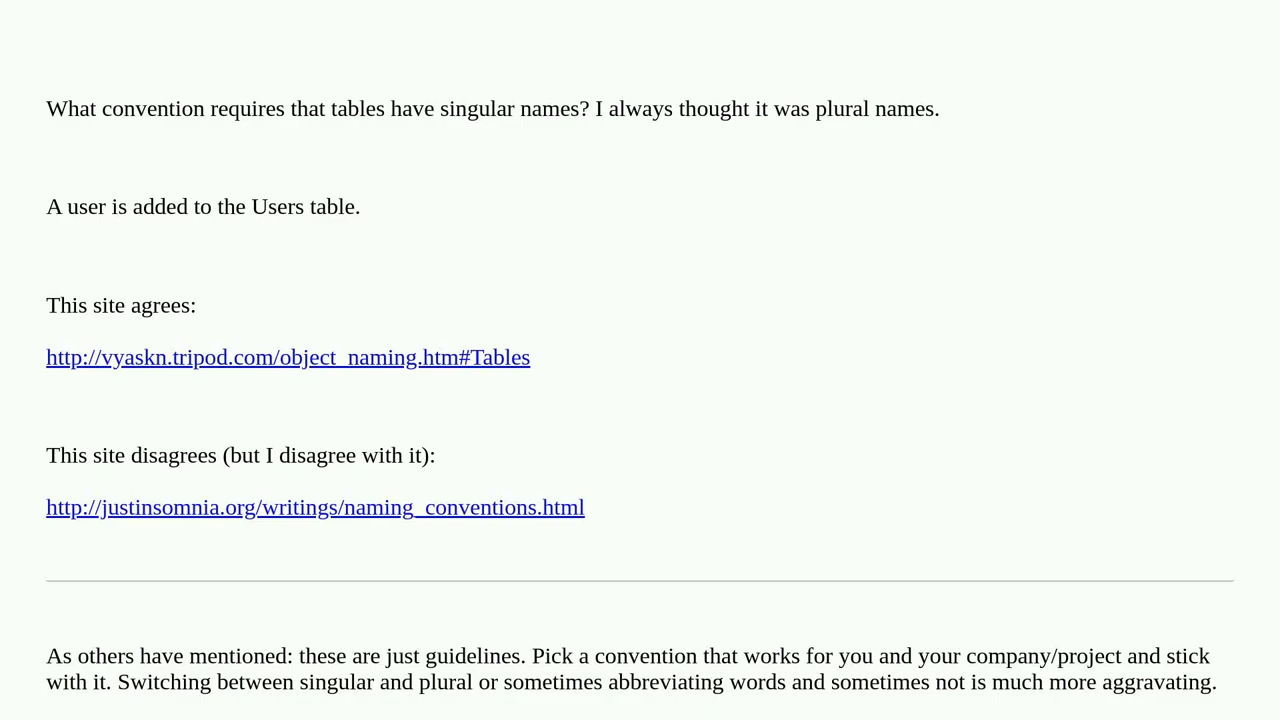 What convention requires that tables have singular names? I always thought it was plural names.
A user is added to the Users table.
This site agrees:
http://vyaskn.tripod.com/object_naming.htm#Tables
This site disagrees (but I disagree with it):
http://justinsomnia.org/writings/naming_conventions.html
As others have mentioned: these are just guidelines. Pick a convention that works for you and your company/project and stick
with it. Switching between singular and plural or sometimes abbreviating words and sometimes not is much more aggravating.